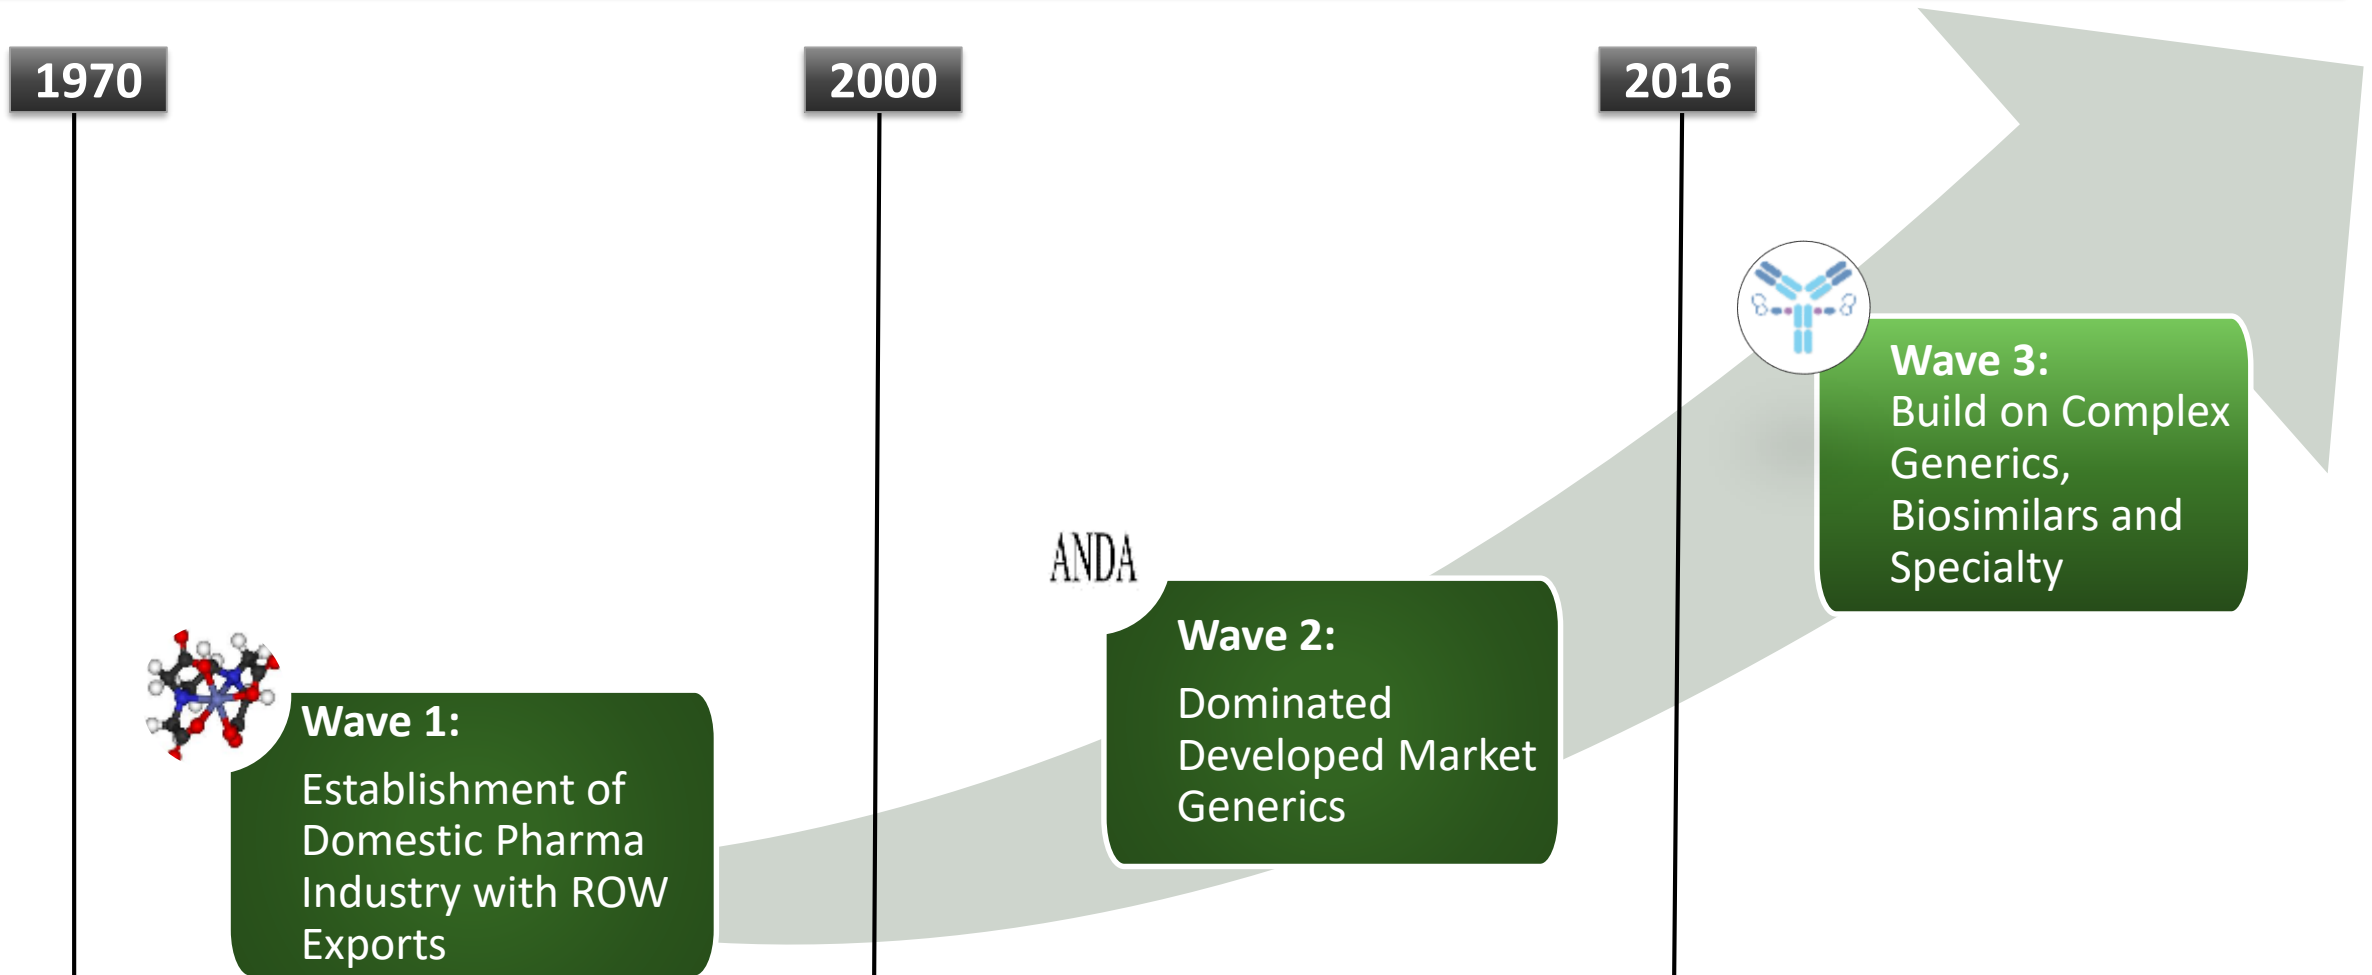 1970
2000
2016
Wave 1:
Establishment of
Domestic Pharma
Industry with ROW
Exports
ANDA
Wave 2:
Dominated
Developed Market
Generics
Wave 3:
Build on Complex
Generics,
Biosimilars and
Specialty